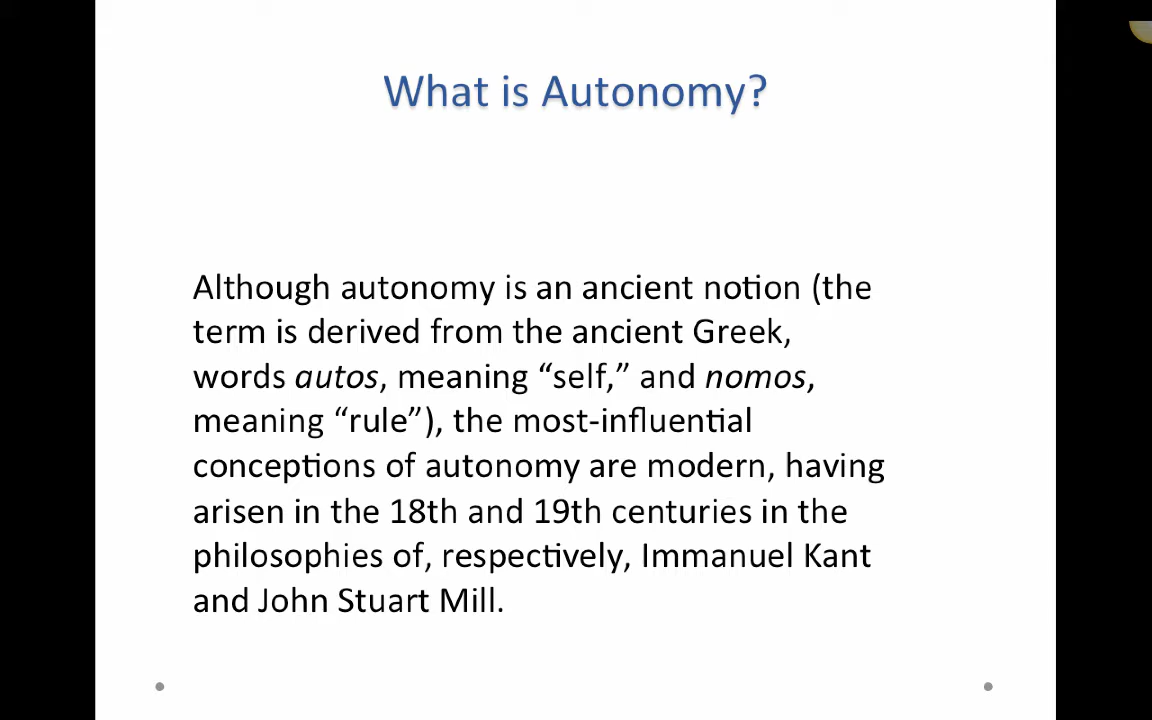 What is Autonomy?
Although autonomy is an ancient notion (the
term is derived from the ancient Greek,
words autos, meaning “self,” and nomos,
meaning “rule”), the most-influential
conceptions of autonomy are modern, having
arisen in the 18th and 19th centuries in the
philosophies of, respectively, Immanuel Kant
and John Stuart Mill.